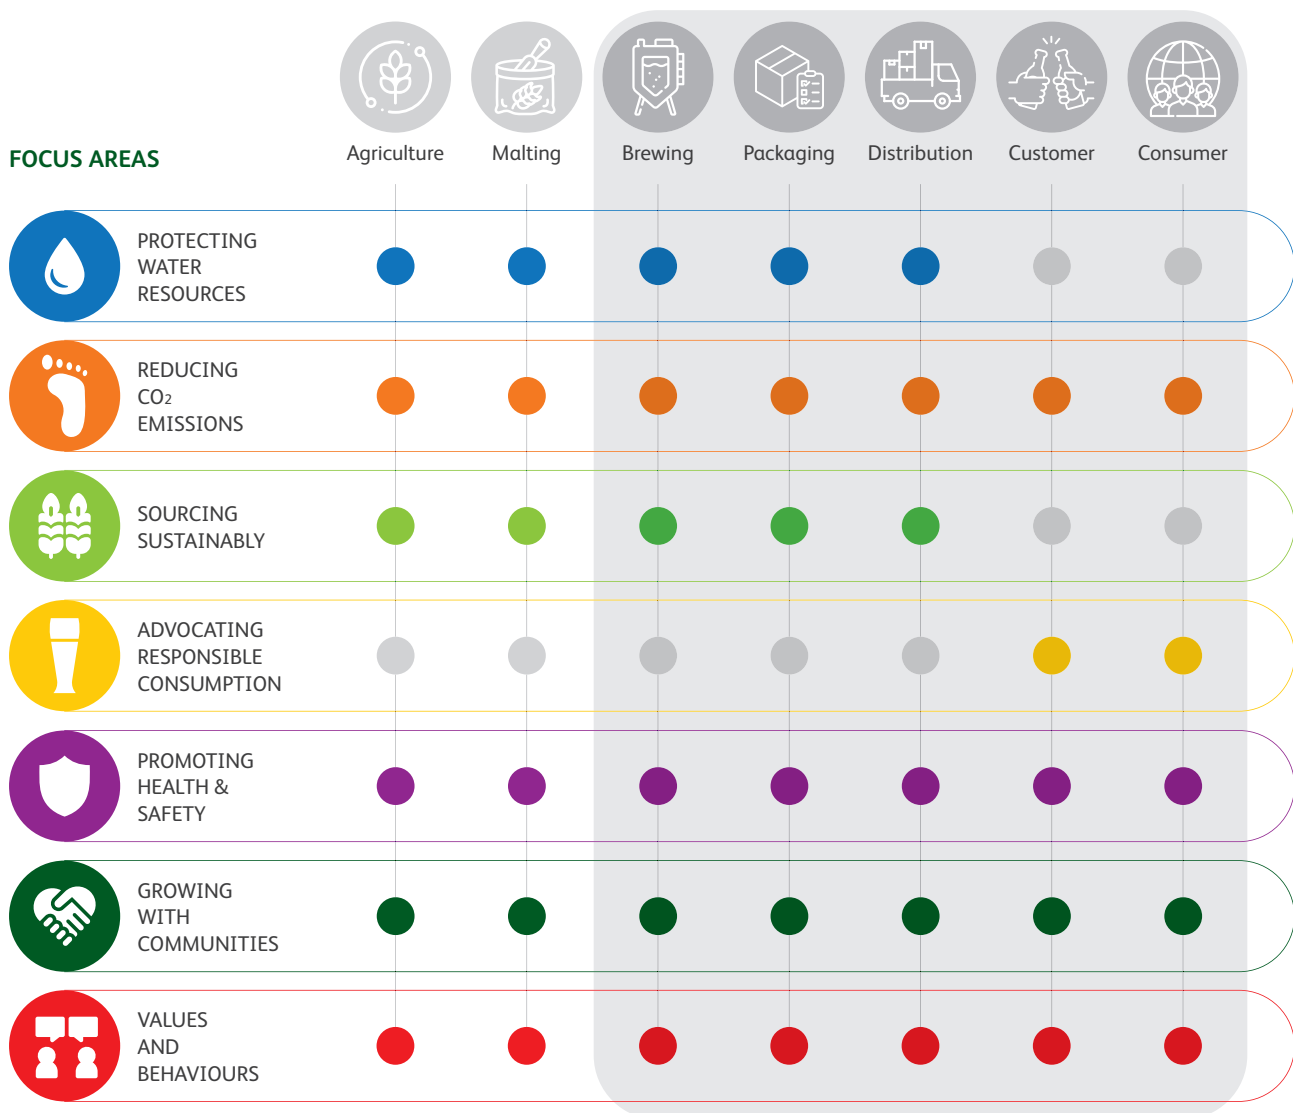 FOCUS AREAS
Agriculture
Malting
Brewing
Packaging
Distribution
Customer
Consumer
PROTECTING
WATER
RESOURCES
REDUCING
CO₂
EMISSIONS
SOURCING
SUSTAINABLY
ADVOCATING
RESPONSIBLE
CONSUMPTION
PROMOTING
HEALTH &
SAFETY
GROWING
WITH
COMMUNITIES
VALUES
AND
BEHAVIOURS